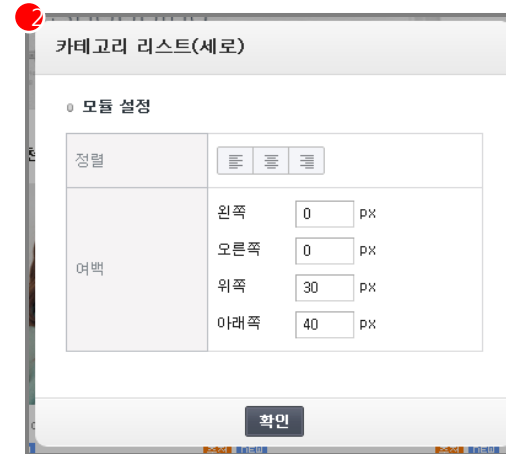 2
카테고리 리스트(세로)
모듈 설정
정렬
여백
왼쪽 0 px
오른쪽 0 px
위쪽 30 px
아래쪽 40 px
확인